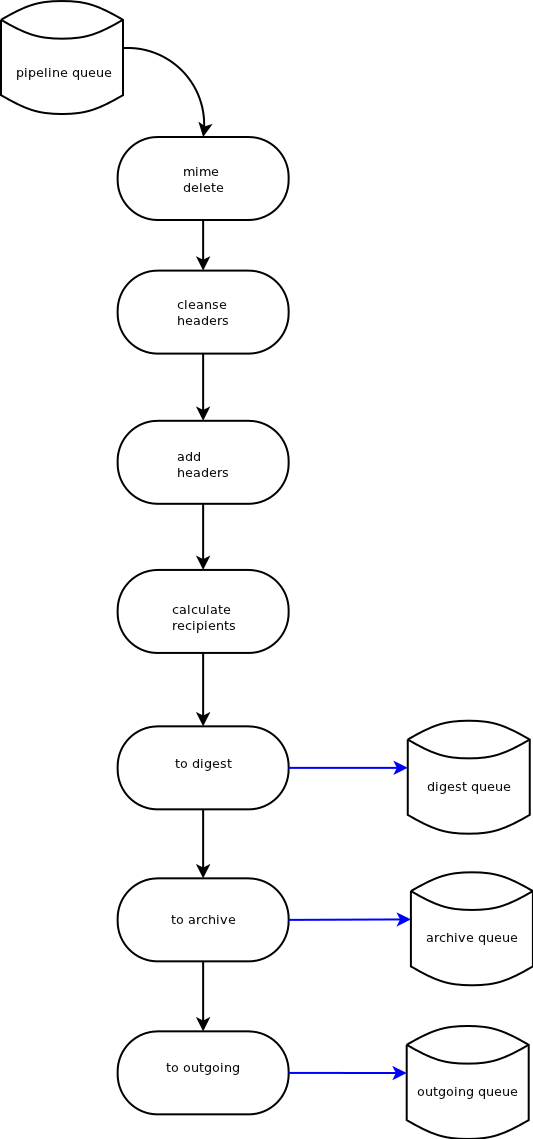 pipeline queue
mime
delete
cleanse
headers
add
headers
calculate
recipients
to digest
digest queue
to archive
archive queue
to outgoing
outgoing queue